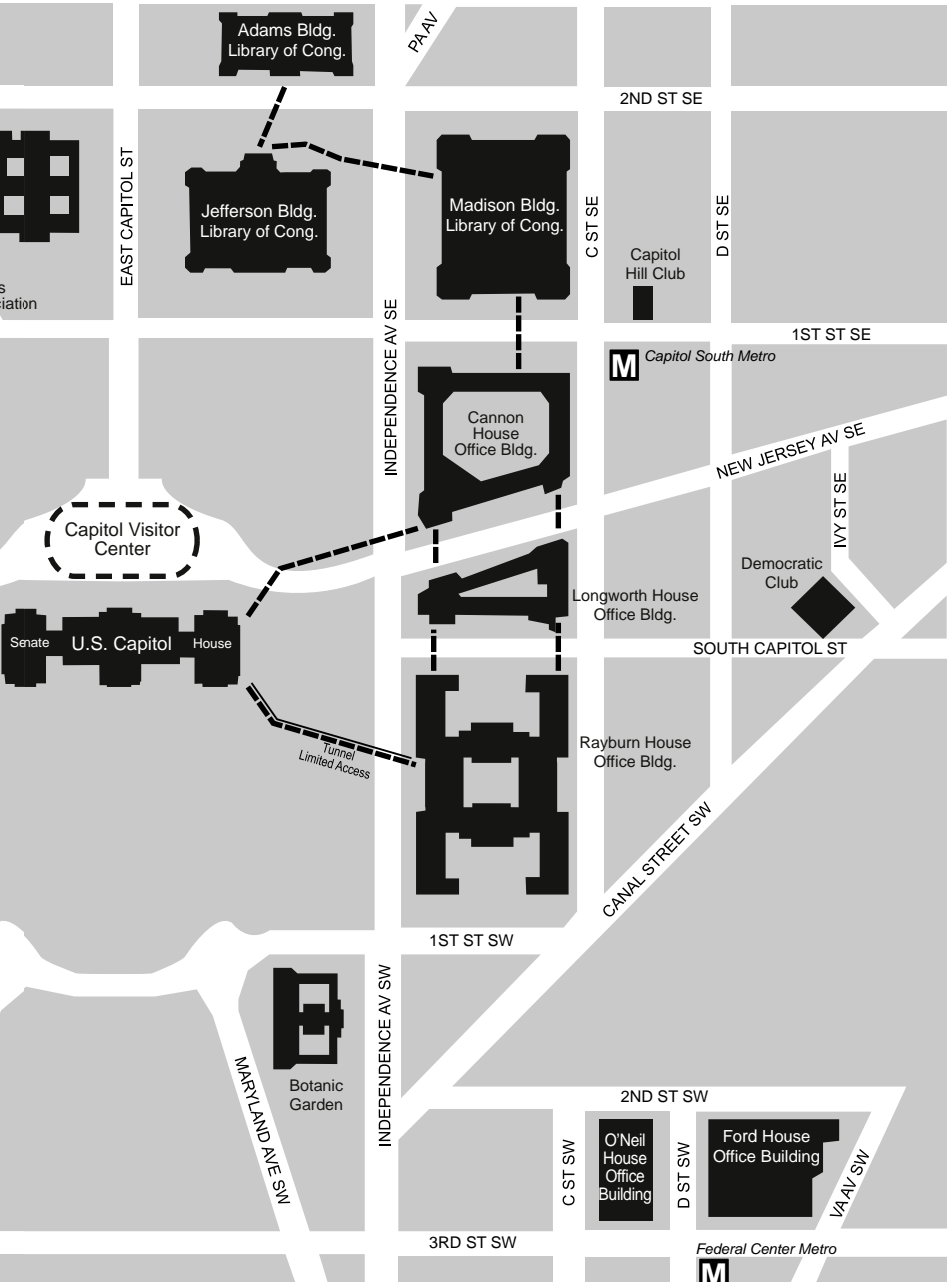 Adams Bldg.
Library of Cong.
PA AV
2ND ST SE
EAST CAPITOL ST
Jefferson Bldg.
Library of Cong.
Madison Bldg.
Library of Cong.
C ST SE
D ST SE
Capitol
Hill Club
s
ciation
INDEPENDENCE AV SE
1ST ST SE
M
Capitol South Metro
Cannon
House
Office Bldg.
NEW JERSEY AV SE
IVY ST SE
Capitol Visitor
Center
Democratic
Club
Longworth House
Office Bldg.
Senate
U.S. Capitol
House
SOUTH CAPITOL ST
Tunnel
Limited Access
Rayburn House
Office Bldg.
CANAL STREET SW
1ST ST SW
INDEPENDENCE AV SW
Botanic
Garden
MARYLAND AVE SW
2ND ST SW
C ST SW
O'Neil
House
Office
Building
D ST SW
Ford House
Office Building
VA AV SW
3RD ST SW
Federal Center Metro
M